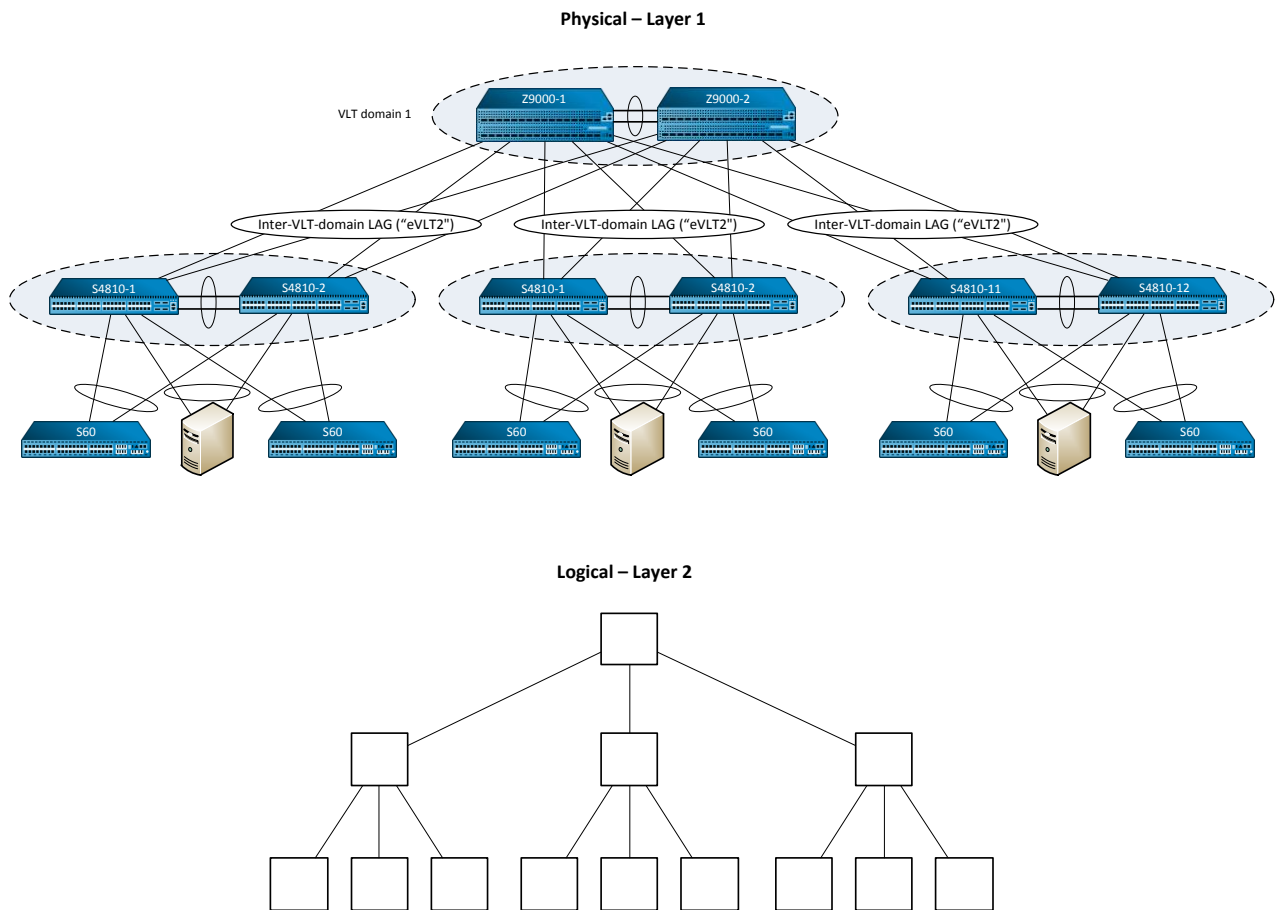 Physical – Layer 1
Z9000-1
Z9000-2
VLT domain 1
Inter-VLT-domain LAG (“eVLT2")
Inter-VLT-domain LAG (“eVLT2")
Inter-VLT-domain LAG (“eVLT2")
S4810-1
S4810-2
S4810-1
S4810-2
S4810-11
S4810-12
S60
S60
S60
S60
S60
S60
Logical – Layer 2